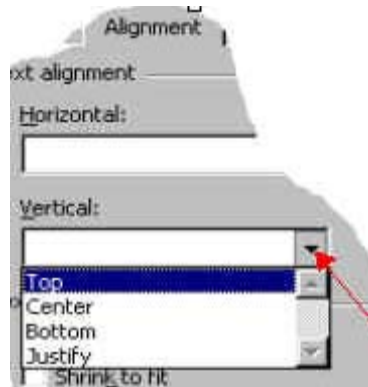 Alignment
xt alignment
Horizontal:
Vertical:
Top
Center
Bottom
Justify
Shrink to fit